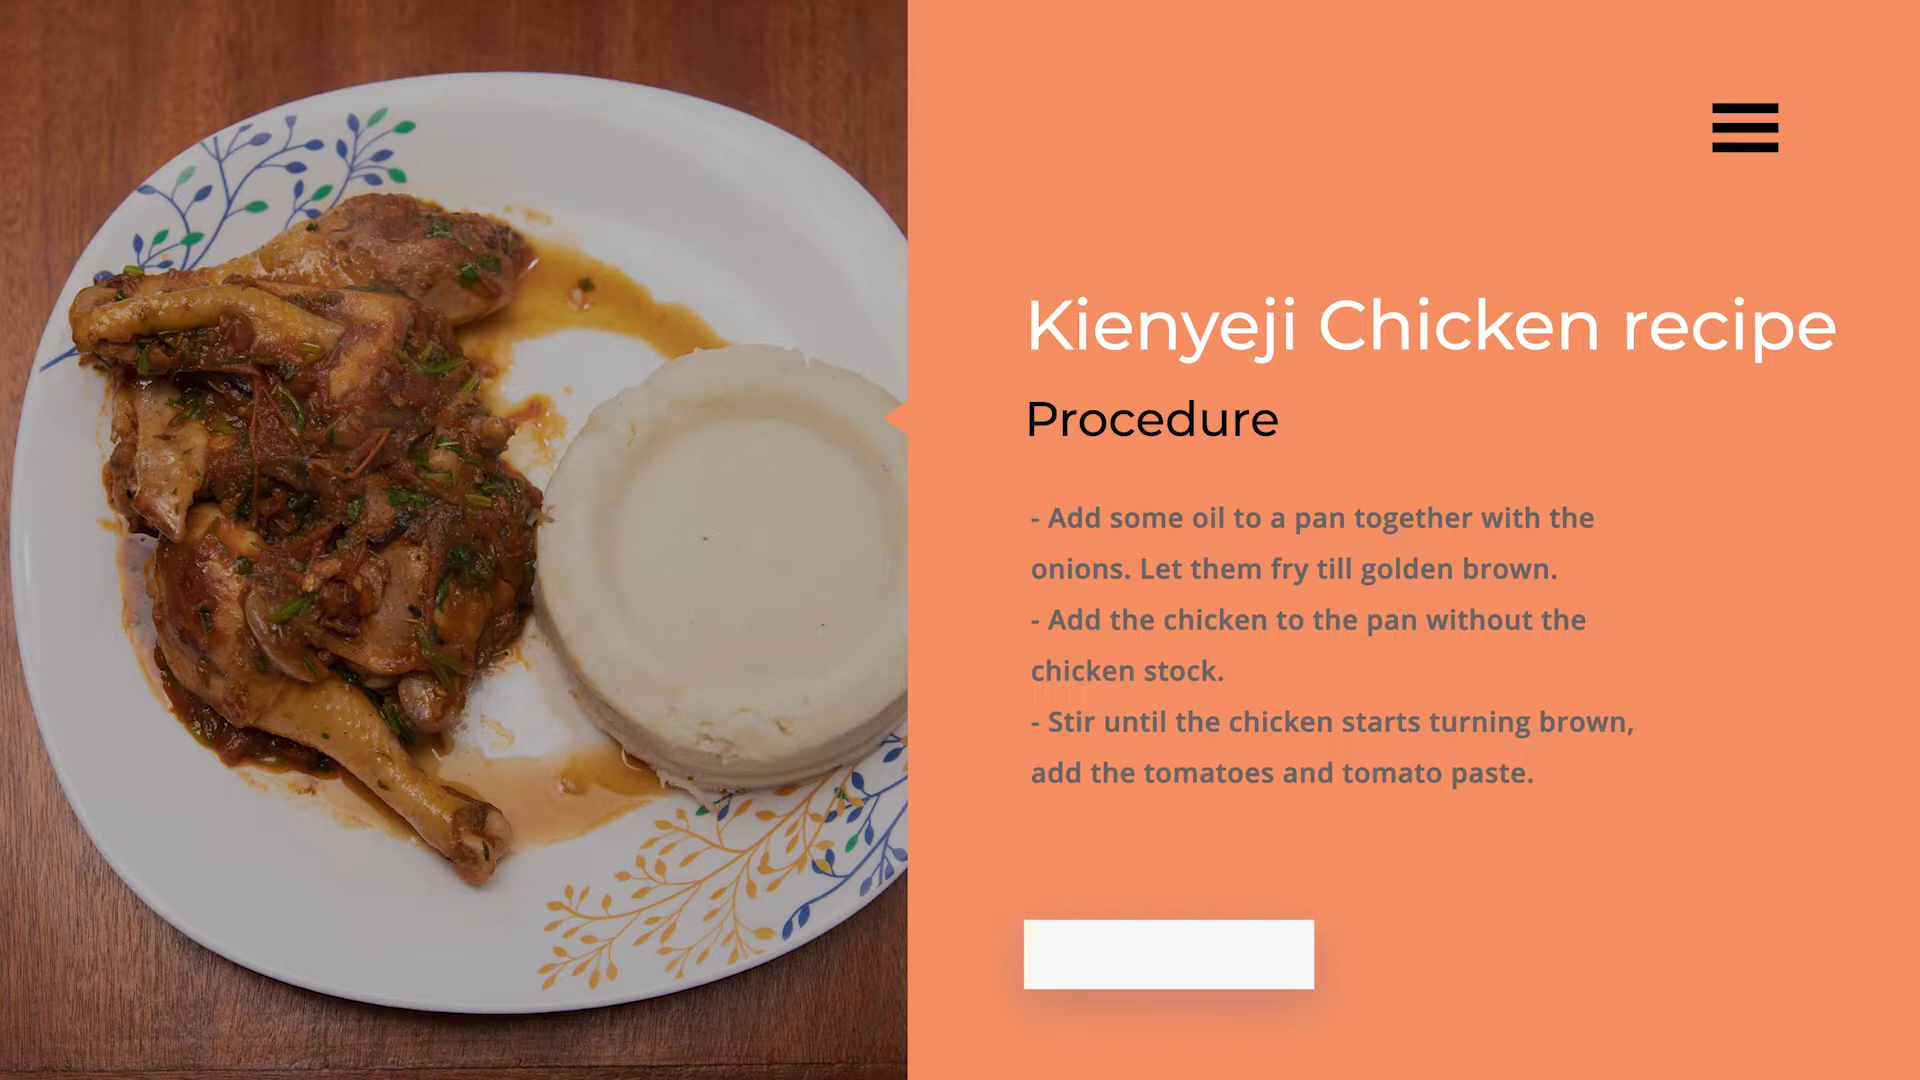 Kienyeji Chicken recipe
Procedure
- Add some oil to a pan together with the
onions. Let them fry till golden brown.
- Add the chicken to the pan without the
chicken stock.
- Stir until the chicken starts turning brown,
add the tomatoes and tomato paste.